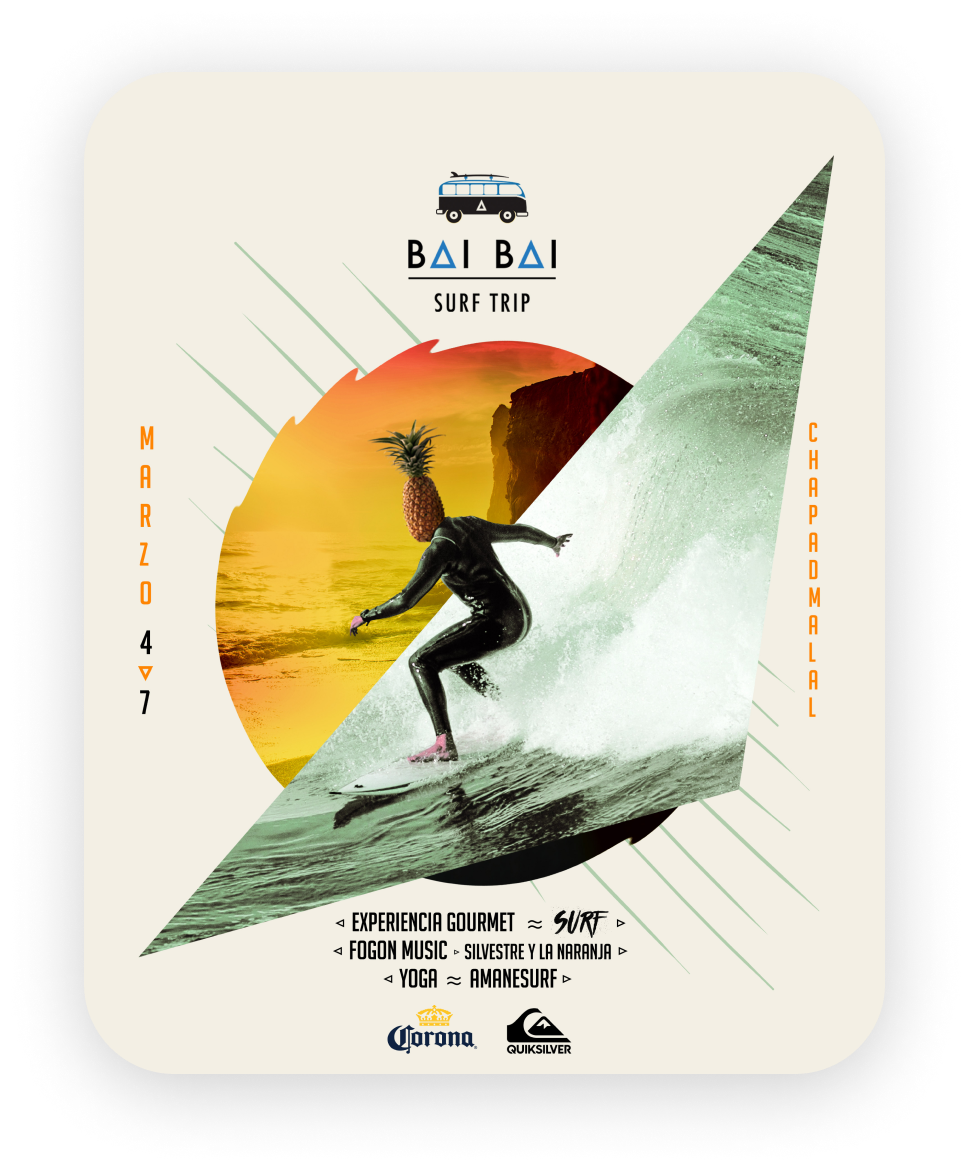 BAI BAI
SURF TRIP
MARZO
4
7
CHAPADMALAL
EXPERIENCIA GOURMET ≈ SURF
FOGON MUSIC ▹ SILVESTRE Y LA NARANJA
YOGA ≈ AMANESURF
Corona
QUIKSILVER